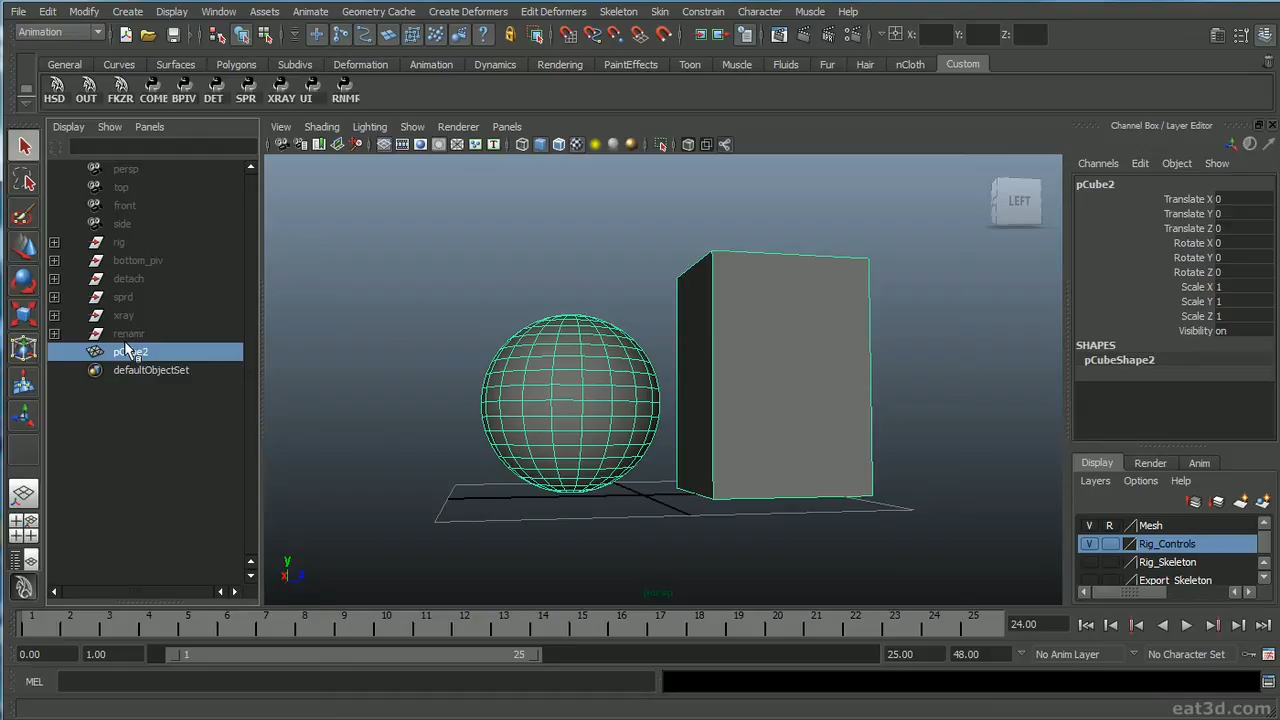 File Edit Modify Create Display Window Assets Animate Geometry Cache Create Deformers Edit Deformers Skeleton Skin Constrain Character Muscle Help
Animation X: Y: Z:
General Curves Surfaces Polygons Subdivs Deformation Animation Dynamics Rendering PaintEffects Toon Muscle Fluids Fur Hair nCloth Custom
HSD OUT FKZR COME BPIV DET SPR XRAY UI RNMR
Display Show Panels
persp
top
front
side
rig
bottom_piv
detach
sprd
xray
renamr
pCube2
defaultObjectSet
View Shading Lighting Show Renderer Panels
LEFT
y
x z
persp
Channel Box / Layer Editor
Channels Edit Object Show
pCube2
Translate X 0
Translate Y 0
Translate Z 0
Rotate X 0
Rotate Y 0
Rotate Z 0
Scale X 1
Scale Y 1
Scale Z 1
Visibility on
SHAPES
pCubeShape2
Display Render Anim
Layers Options Help
V R Mesh
V Rig_Controls
Rig_Skeleton
Export_Skeleton
1 2 3 4 5 6 7 8 9 10 11 12 13 14 15 16 17 18 19 20 21 22 23 24 25
24.00
0.00 1.00 1 25 25.00 48.00 No Anim Layer No Character Set
MEL
eat3d.com